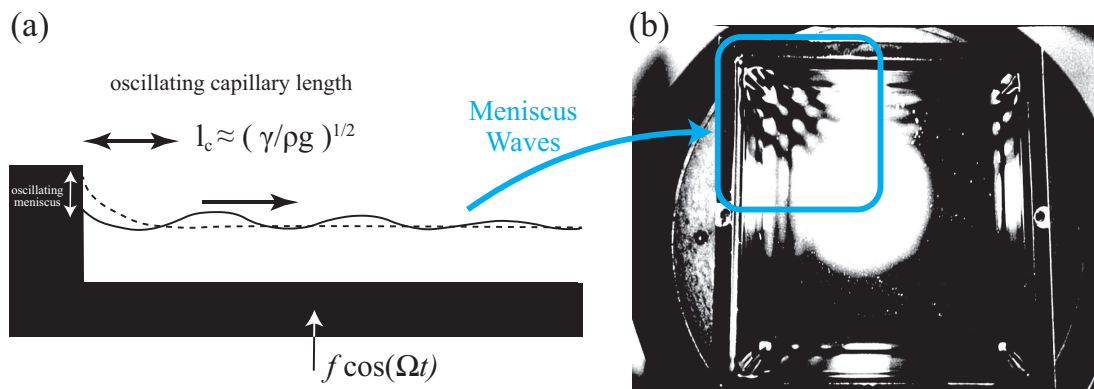 (a)
oscillating capillary length
l_c ≈ ( γ/ρg )^{1/2}
oscillating
meniscus
f cos(Ωt)
Meniscus
Waves
(b)